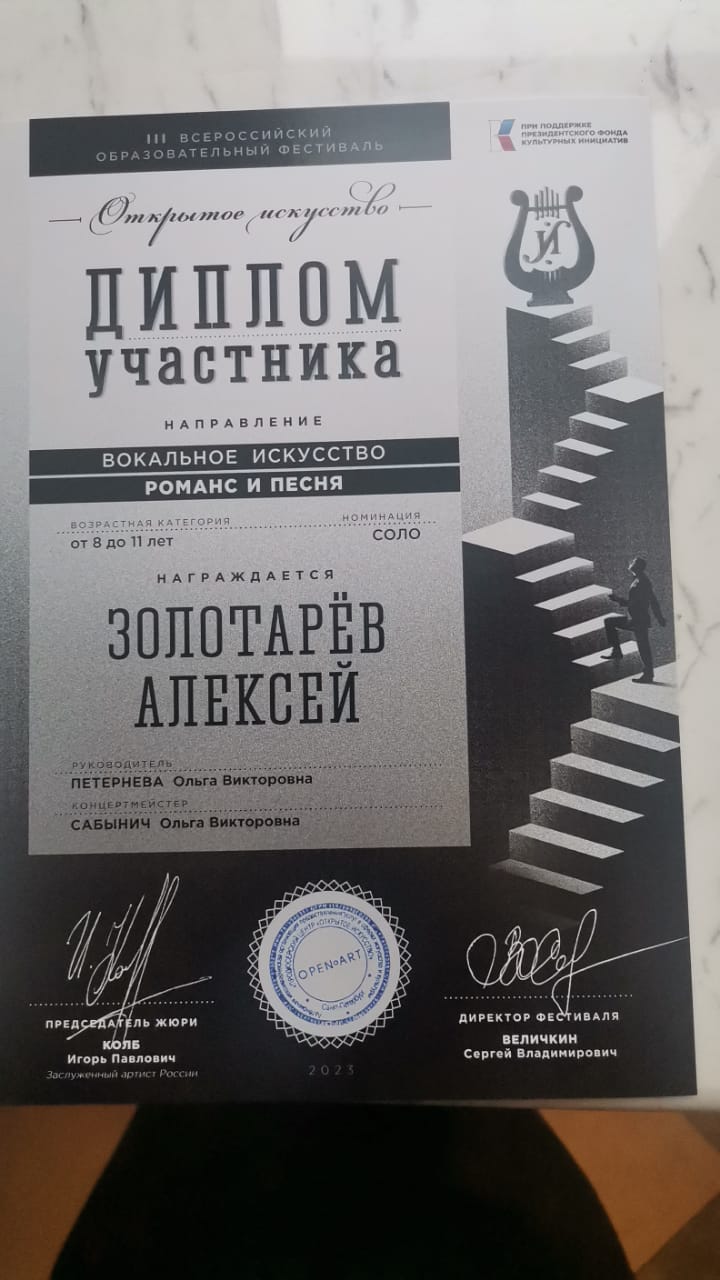 III ВСЕРОССИЙСКИЙ
ОБРАЗОВАТЕЛЬНЫЙ ФЕСТИВАЛЬ
ПРИ ПОДДЕРЖКЕ
ПРЕЗИДЕНТСКОГО ФОНДА
КУЛЬТУРНЫХ ИНИЦИАТИВ
Открытое искусство
ДИПЛОМ
участника
НАПРАВЛЕНИЕ
ВОКАЛЬНОЕ ИСКУССТВО
РОМАНС И ПЕСНЯ
ВОЗРАСТНАЯ КАТЕГОРИЯ
от 8 до 11 лет
НОМИНАЦИЯ
СОЛО
НАГРАЖДАЕТСЯ
ЗОЛОТАРЁВ
АЛЕКСЕЙ
РУКОВОДИТЕЛЬ
ПЕТЕРНЕВА Ольга Викторовна
КОНЦЕРТМЕЙСТЕР
САБЫНИЧ Ольга Викторовна
ПРЕДСЕДАТЕЛЬ ЖЮРИ
КОЛБ
Игорь Павлович
Заслуженный артист России
OPEN ART
Санкт-Петербург
2023
ДИРЕКТОР ФЕСТИВАЛЯ
ВЕЛИЧКИН
Сергей Владимирович